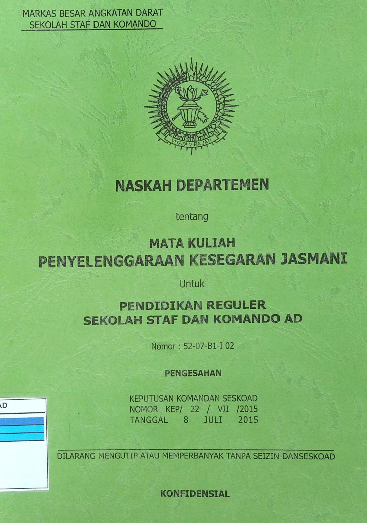 MARKAS BESAR ANGKATAN DARAT
SEKOLAH STAF DAN KOMANDO
NASKAH DEPARTEMEN
tentang
MATA KULIAH
PENYELENGGARAAN KESEGARAN JASMANI
Untuk
PENDIDIKAN REGULER
SEKOLAH STAF DAN KOMANDO AD
Nomor : 52-07-B1-I 02
PENGESAHAN
KEPUTUSAN KOMANDAN SESKOAD
NOMOR KEP/ 22 / VII /2015
TANGGAL 8 JULI 2015
AD
DILARANG MENGUTIP ATAU MEMPERBANYAK TANPA SEIZIN DANSESKOAD
KONFIDENSIAL